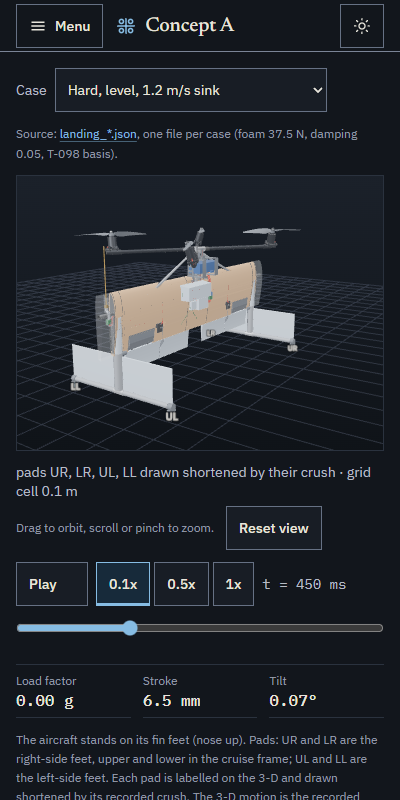 Menu
Concept A
Case
Hard, level, 1.2 m/s sink
Source: landing_*.json, one file per case (foam 37.5 N, damping
0.05, T-098 basis).
LL
UL
UR
pads UR, LR, UL, LL drawn shortened by their crush · grid
cell 0.1 m
Drag to orbit, scroll or pinch to zoom.
Reset view
Play
0.1x
0.5x
1x
t = 450 ms
Load factor
Stroke
Tilt
0.00 g
6.5 mm
0.07°
The aircraft stands on its fin feet (nose up). Pads: UR and LR are the
right-side feet, upper and lower in the cruise frame; UL and LL are
the left-side feet. Each pad is labelled on the 3-D and drawn
shortened by its recorded crush. The 3-D motion is the recorded